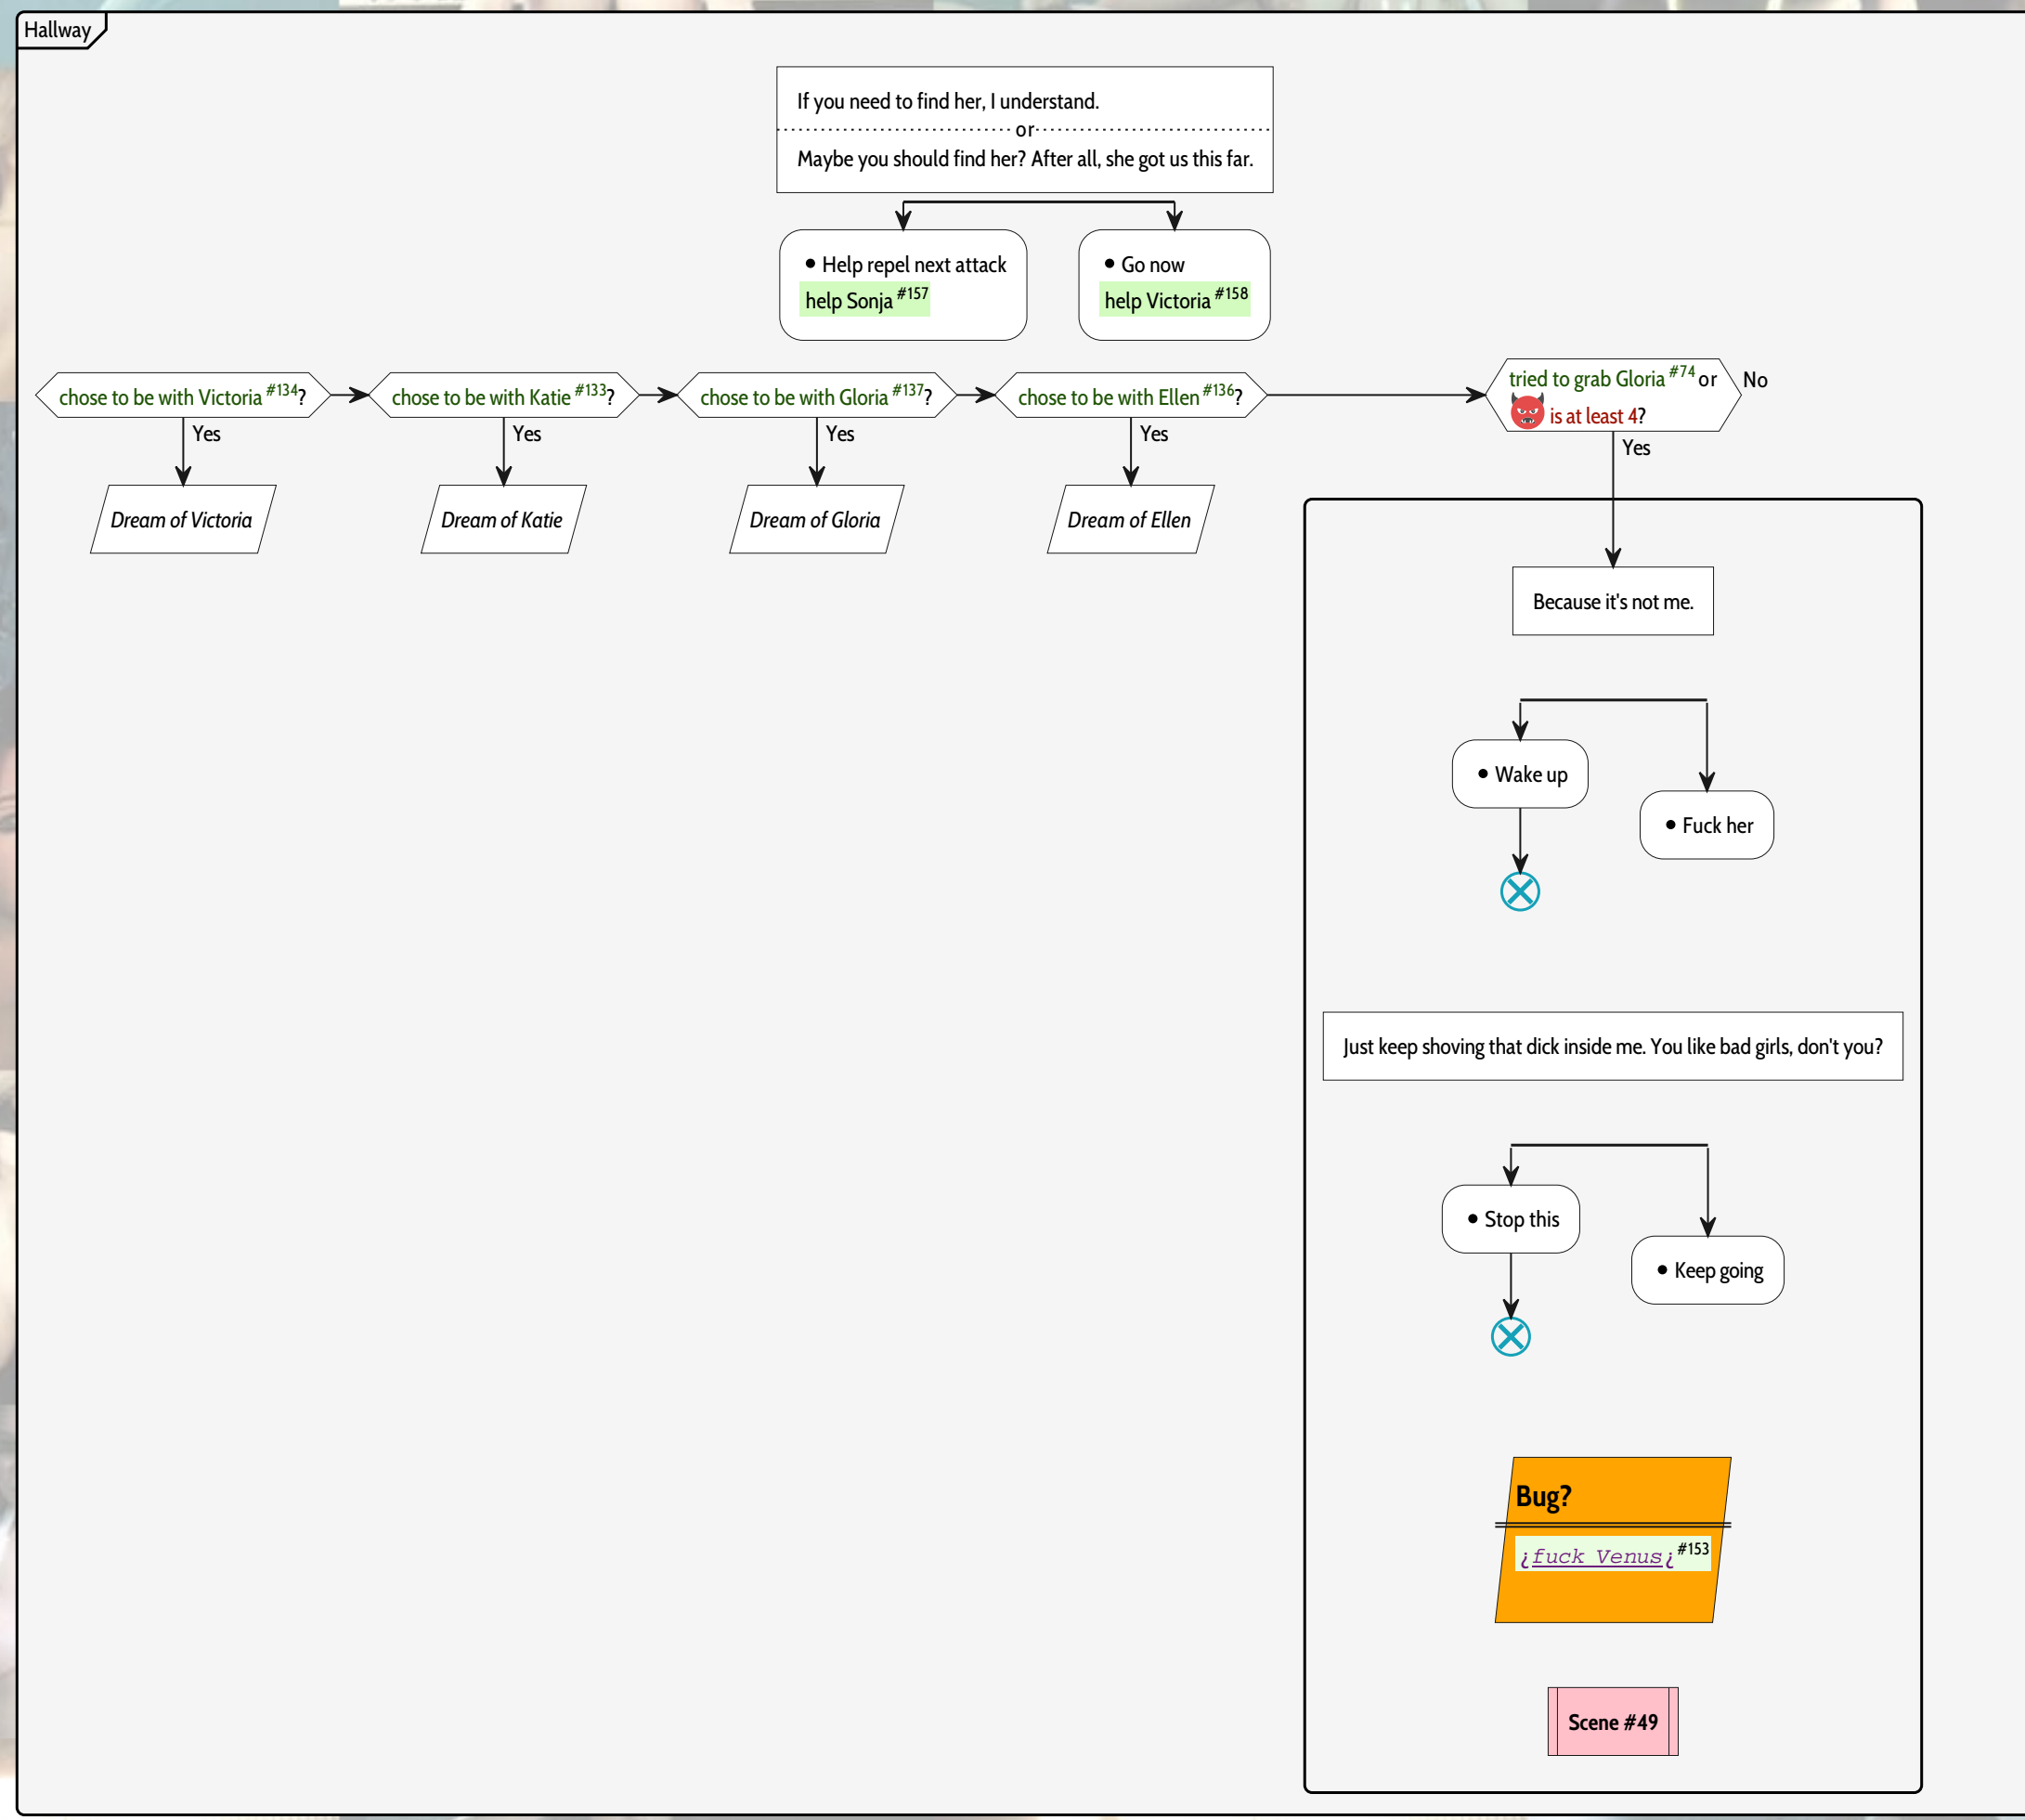 Hallway
If you need to find her, I understand.
or
Maybe you should find her? After all, she got us this far.
• Help repel next attack
help Sonja #157
• Go now
help Victoria #158
chose to be with Victoria #134?
Yes
Dream of Victoria
chose to be with Katie #133?
Yes
Dream of Katie
chose to be with Gloria #137?
Yes
Dream of Gloria
chose to be with Ellen #136?
Yes
Dream of Ellen
tried to grab Gloria #74 or
is at least 4?
No
Yes
Because it's not me.
• Wake up
• Fuck her
Just keep shoving that dick inside me. You like bad girls, don't you?
• Stop this
• Keep going
Bug?
¿fuck Venus¿ #153
Scene #49